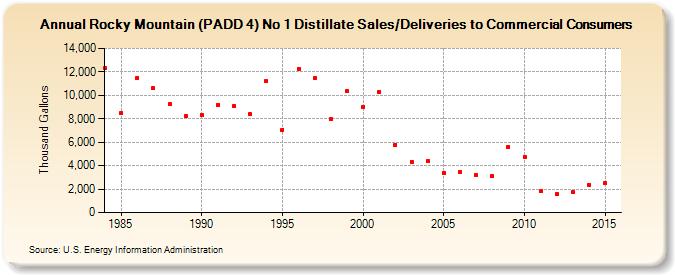 Annual Rocky Mountain (PADD 4) No 1 Distillate Sales/Deliveries to Commercial Consumers
Thousand Gallons
14,000
12,000
10,000
8,000
6,000
4,000
2,000
0
1985 1990 1995 2000 2005 2010 2015
Source: U.S. Energy Information Administration